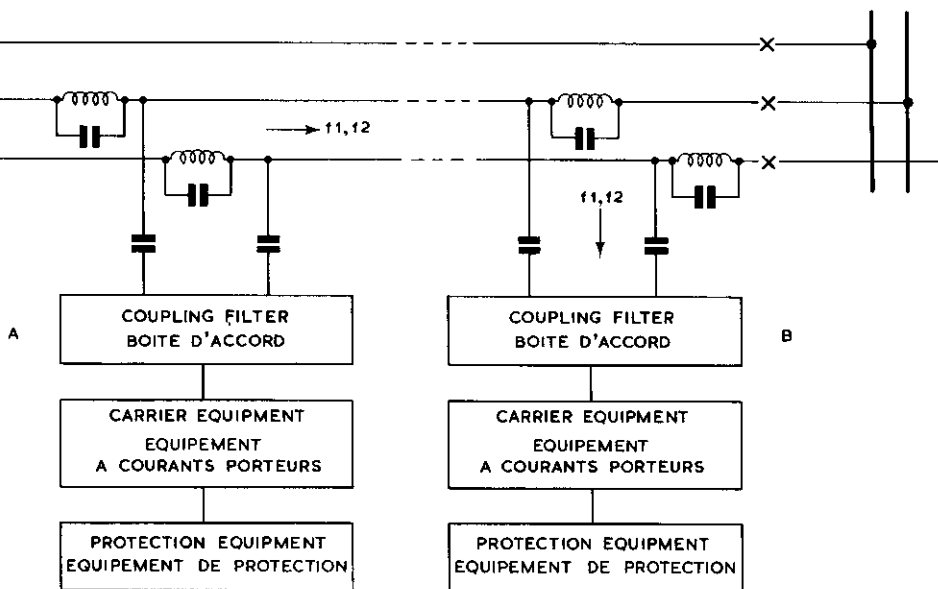 f1,f2
f1,f2
A
COUPLING FILTER
BOITE D'ACCORD
COUPLING FILTER
BOITE D'ACCORD
B
CARRIER EQUIPMENT
EQUIPEMENT
A COURANTS PORTEURS
CARRIER EQUIPMENT
EQUIPEMENT
A COURANTS PORTEURS
PROTECTION EQUIPMENT
EQUIPEMENT DE PROTECTION
PROTECTION EQUIPMENT
EQUIPEMENT DE PROTECTION